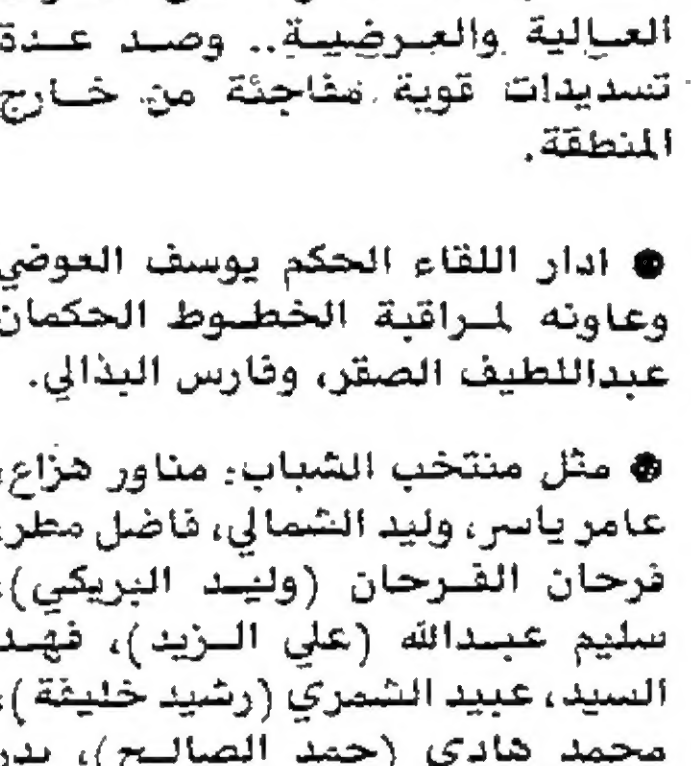 العالية والعرضية.. وصد عدة
تسديدات قوية مفاجئة من خارج
المنطقة.
● ادار اللقاء الحكم يوسف العوضي
وعاونه لمراقبة الخطوط الحكمان
عبداللطيف الصقر، وفارس البذالي.
● مثل منتخب الشباب: مناور هزاع،
عامر ياسر، وليد الشمالي، فاضل مطر،
فرحان الفرحان (وليد البريكي)،
سليم عبدالله (علي الزيد)، فهد
السيد، عبيد الشمري (رشيد خليفة)،
محمد هادي (حمد الصالح)، بدر